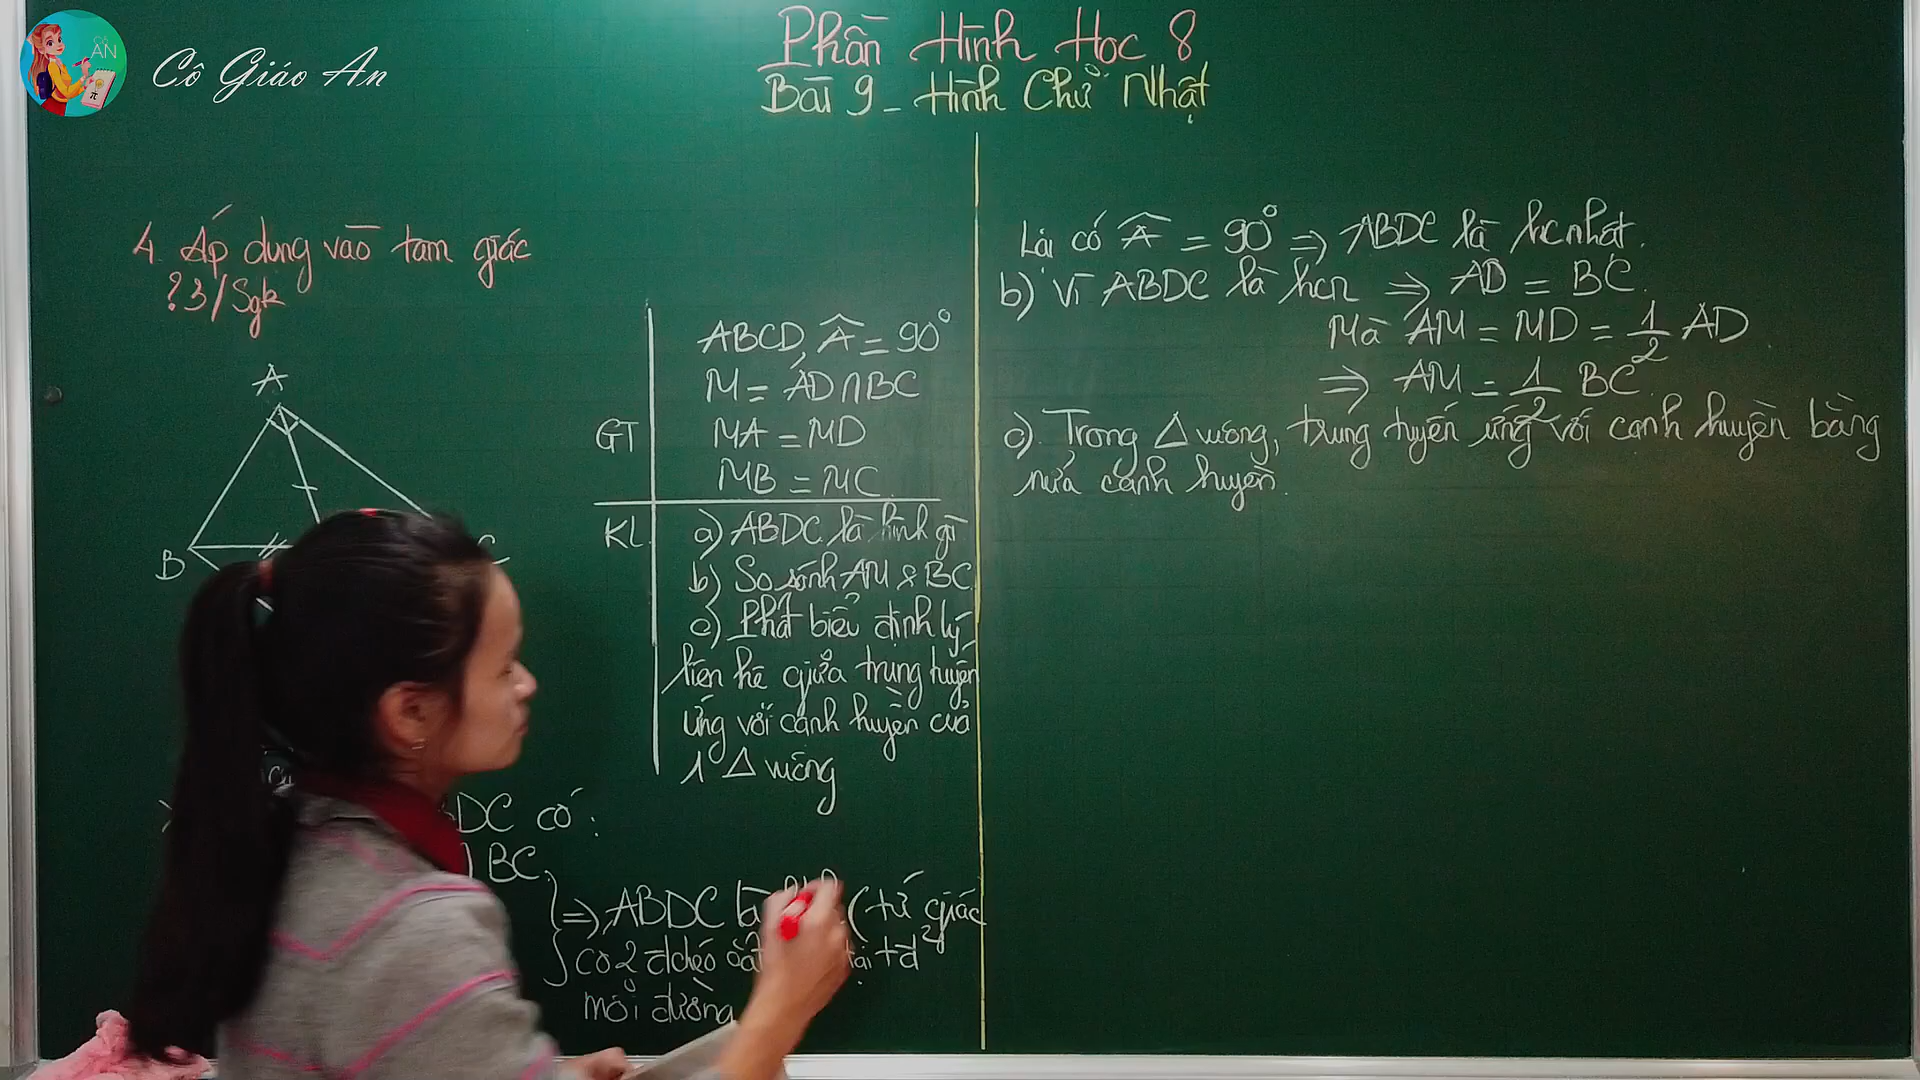 AN
Cô Giáo An
Phần Hình Học 8
Bài 9 - Hình Chữ Nhật
4. Áp dụng vào tam giác
?3/Sgk
A
B
C
GT
ABCD, Â = 90°
M = AD∩BC
MA = MD
MB = MC
KL
a) ABDC là hình gì
b) So sánh AM & BC
c) Phát biểu định lý
liên hệ giữa trung tuyến
ứng với cạnh huyền của
1 Δ vuông
DC có:
BC
=> ABDC là (tứ giác
có 2 đchéo cắt tại tđ
mỗi đường
Lại có Â = 90° => ABDC là hcnhật.
b) Vì ABDC là hcn => AD = BC.
Mà AM = MD = 1/2 AD
=> AM = 1/2 BC.
c). Trong Δ vuông, trung tuyến ứng với cạnh huyền bằng
nửa cạnh huyền.